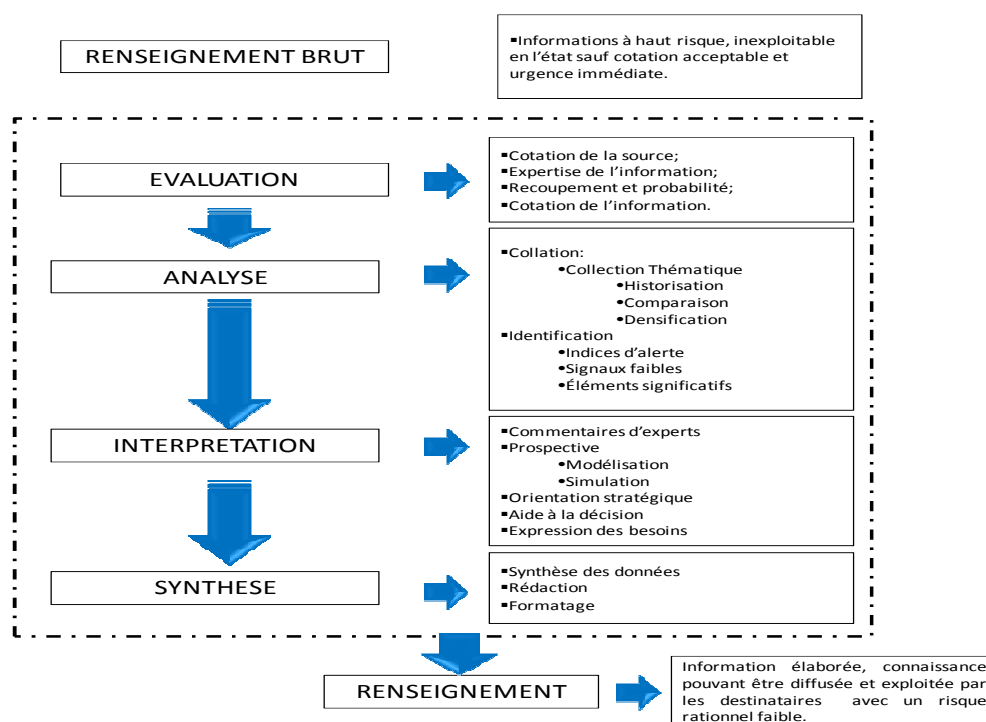 RENSEIGNEMENT BRUT
▪Informations à haut risque, inexploitable
en l’état sauf cotation acceptable et
urgence immédiate.
EVALUATION
▪Cotation de la source;
▪Expertise de l’information;
▪Recoupement et probabilité;
▪Cotation de l’information.
ANALYSE
▪Collation:
•Collection Thématique
•Historisation
•Comparaison
•Densification
▪Identification
•Indices d’alerte
•Signaux faibles
•Éléments significatifs
INTERPRETATION
▪Commentaires d’experts
▪Prospective
•Modélisation
•Simulation
▪Orientation stratégique
▪Aide à la décision
▪Expression des besoins
SYNTHESE
▪Synthèse des données
▪Rédaction
▪Formatage
RENSEIGNEMENT
Information élaborée, connaissance
pouvant être diffusée et exploitée par
les destinataires avec un risque
rationnel faible.